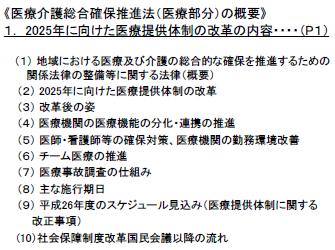 《医療介護総合確保推進法(医療部分)の概要》
１．2025年に向けた医療提供体制の改革の内容････(Ｐ１)
(１) 地域における医療及び介護の総合的な確保を推進するための
関係法律の整備等に関する法律(概要)
(２) 2025年に向けた医療提供体制の改革
(３) 改革後の姿
(４) 医療機関の医療機能の分化・連携の推進
(５) 医師・看護師等の確保対策、医療機関の勤務環境改善
(６) チーム医療の推進
(７) 医療事故調査の仕組み
(８) 主な施行期日
(９) 平成26年度のスケジュール見込み(医療提供体制に関する
改正事項)
(10)社会保障制度改革国民会議以降の流れ